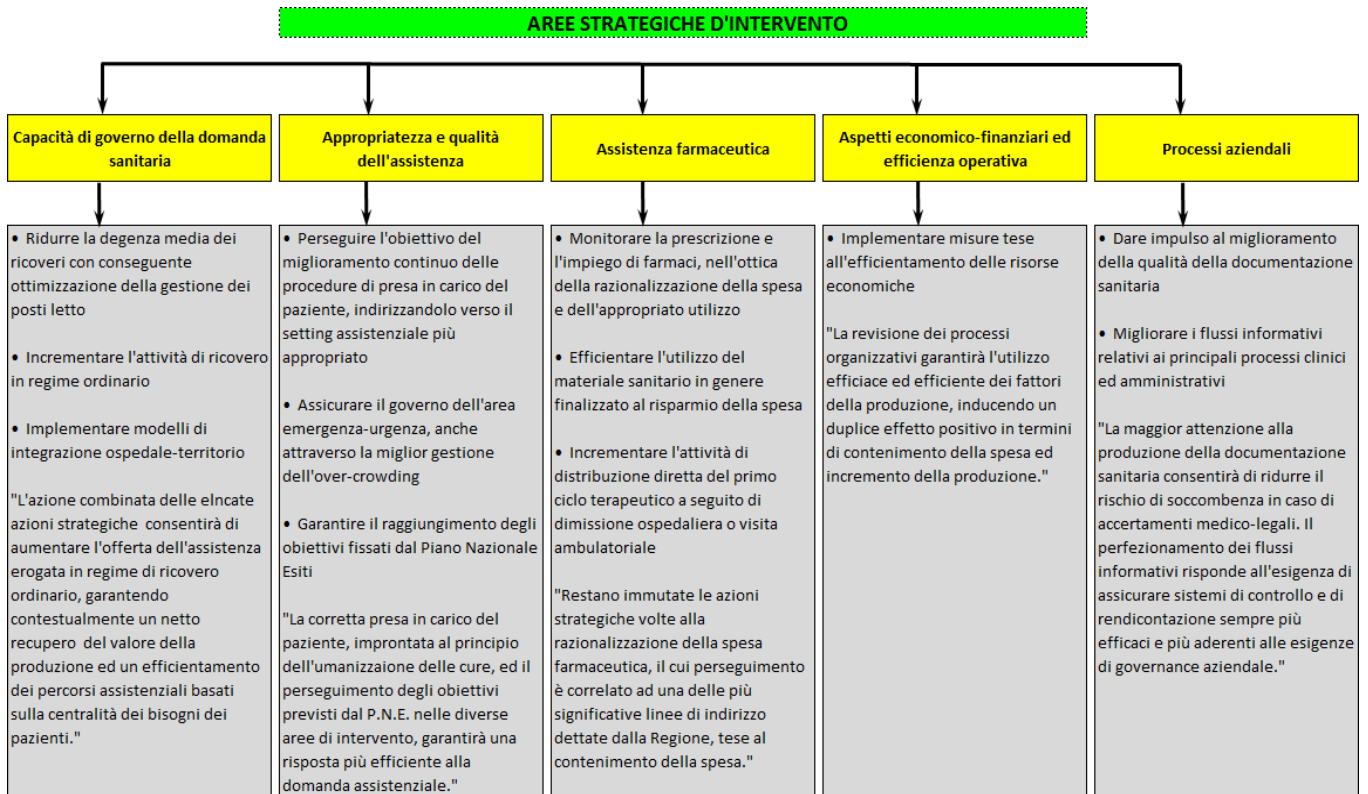 AREE STRATEGICHE D'INTERVENTO
Capacità di governo della domanda
sanitaria
Appropriatezza e qualità
dell'assistenza
Assistenza farmaceutica
Aspetti economico-finanziari ed
efficienza operativa
Processi aziendali
• Ridurre la degenza media dei
ricoveri con conseguente
ottimizzazione della gestione dei
posti letto
• Incrementare l'attività di ricovero
in regime ordinario
• Implementare modelli di
integrazione ospedale-territorio
"L'azione combinata delle elncate
azioni strategiche consentirà di
aumentare l'offerta dell'assistenza
erogata in regime di ricovero
ordinario, garantendo
contestualmente un netto
recupero del valore della
produzione ed un efficientamento
dei percorsi assistenziali basati
sulla centralità dei bisogni dei
pazienti."
• Perseguire l'obiettivo del
miglioramento continuo delle
procedure di presa in carico del
paziente, indirizzandolo verso il
setting assistenziale più
appropriato
• Assicurare il governo dell'area
emergenza-urgenza, anche
attraverso la miglior gestione
dell'over-crowding
• Garantire il raggiungimento degli
obiettivi fissati dal Piano Nazionale
Esiti
"La corretta presa in carico del
paziente, improntata al principio
dell'umanizzaione delle cure, ed il
perseguimento degli obiettivi
previsti dal P.N.E. nelle diverse
aree di intervento, garantirà una
risposta più efficiente alla
domanda assistenziale."
• Monitorare la prescrizione e
l'impiego di farmaci, nell'ottica
della razionalizzazione della spesa
e dell'appropriato utilizzo
• Efficientare l'utilizzo del
materiale sanitario in genere
finalizzato al risparmio della spesa
• Incrementare l'attività di
distribuzione diretta del primo
ciclo terapeutico a seguito di
dimissione ospedaliera o visita
ambulatoriale
"Restano immutate le azioni
strategiche volte alla
razionalizzazione della spesa
farmaceutica, il cui perseguimento
è correlato ad una delle più
significative linee di indirizzo
dettate dalla Regione, tese al
contenimento della spesa."
• Implementare misure tese
all'efficientamento delle risorse
economiche
"La revisione dei processi
organizzativi garantirà l'utilizzo
efficiace ed efficiente dei fattori
della produzione, inducendo un
duplice effetto positivo in termini
di contenimento della spesa ed
incremento della produzione."
• Dare impulso al miglioramento
della qualità della documentazione
sanitaria
• Migliorare i flussi informativi
relativi ai principali processi clinici
ed amministrativi
"La maggior attenzione alla
produzione della documentazione
sanitaria consentirà di ridurre il
rischio di soccombenza in caso di
accertamenti medico-legali. Il
perfezionamento dei flussi
informativi risponde all'esigenza di
assicurare sistemi di controllo e di
rendicontazione sempre più
efficaci e più aderenti alle esigenze
di governance aziendale."